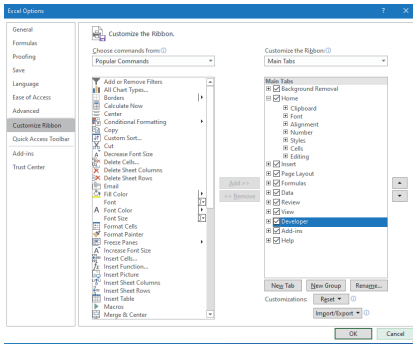 Excel Options
General
Formulas
Proofing
Save
Language
Ease of Access
Advanced
Customize Ribbon
Quick Access Toolbar
Add-ins
Trust Center
Customize the Ribbon.
Choose commands from:
Popular Commands
Add or Remove Filters
All Chart Types...
Borders
Calculate Now
Center
Conditional Formatting
Copy
Custom Sort...
Cut
Decrease Font Size
Delete Cells...
Delete Sheet Columns
Delete Sheet Rows
Email
Fill Color
Font
Font Color
Font Size
Format Cells
Format Painter
Freeze Panes
Increase Font Size
Insert Cells...
Insert Function...
Insert Picture
Insert Sheet Columns
Insert Sheet Rows
Insert Table
Macros
Merge & Center
Add >>
<< Remove
Customize the Ribbon:
Main Tabs
Main Tabs
Background Removal
Home
Clipboard
Font
Alignment
Number
Styles
Cells
Editing
Insert
Page Layout
Formulas
Data
Review
View
Developer
Add-ins
Help
New Tab
New Group
Rename...
Customizations:
Reset
Import/Export
OK
Cancel